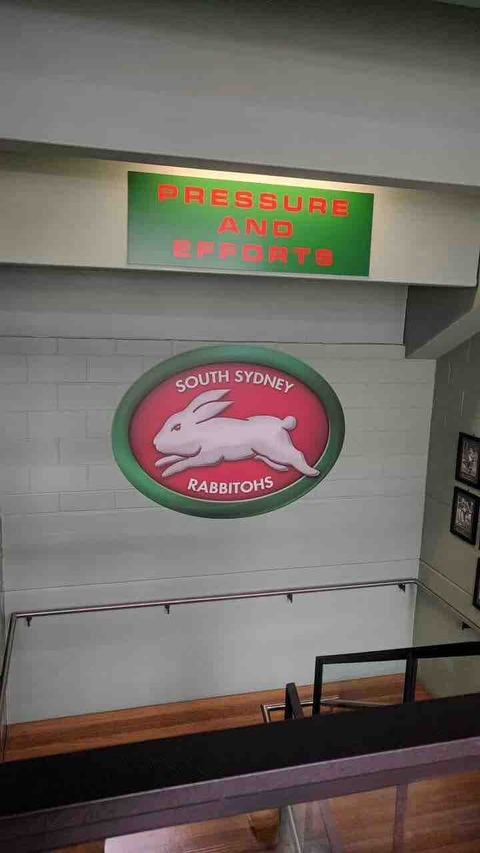 PRESSURE
AND
EFFORTS
SOUTH SYDNEY
RABBITOHS